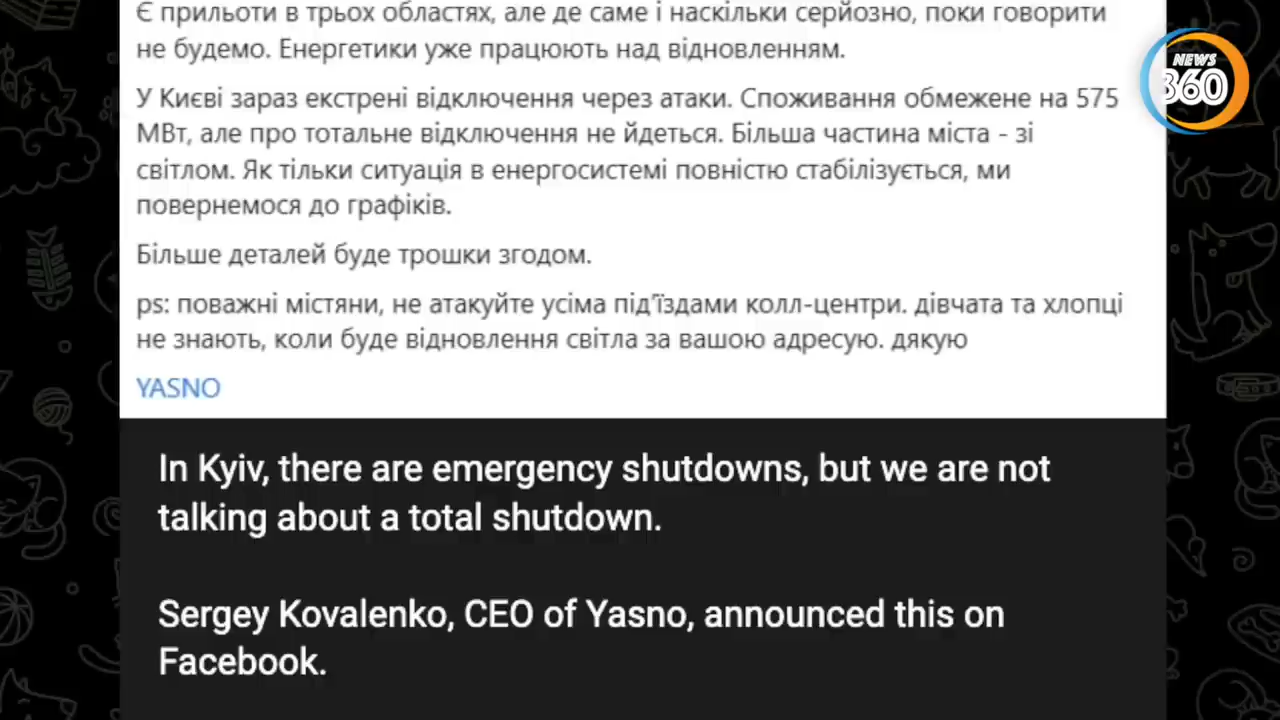 Є прильоти в трьох областях, але де саме і наскільки серйозно, поки говорити
не будемо. Енергетики уже працюють над відновленням.
NEWS
360
У Києві зараз екстрені відключення через атаки. Споживання обмежене на 575
МВт, але про тотальне відключення не йдеться. Більша частина міста - зі
світлом. Як тільки ситуація в енергосистемі повністю стабілізується, ми
повернемося до графіків.
Більше деталей буде трошки згодом.
ps: поважні містяни, не атакуйте усіма під'їздами колл-центри. дівчата та хлопці
не знають, коли буде відновлення світла за вашою адресую. дякую
YASNO
In Kyiv, there are emergency shutdowns, but we are not
talking about a total shutdown.
Sergey Kovalenko, CEO of Yasno, announced this on
Facebook.